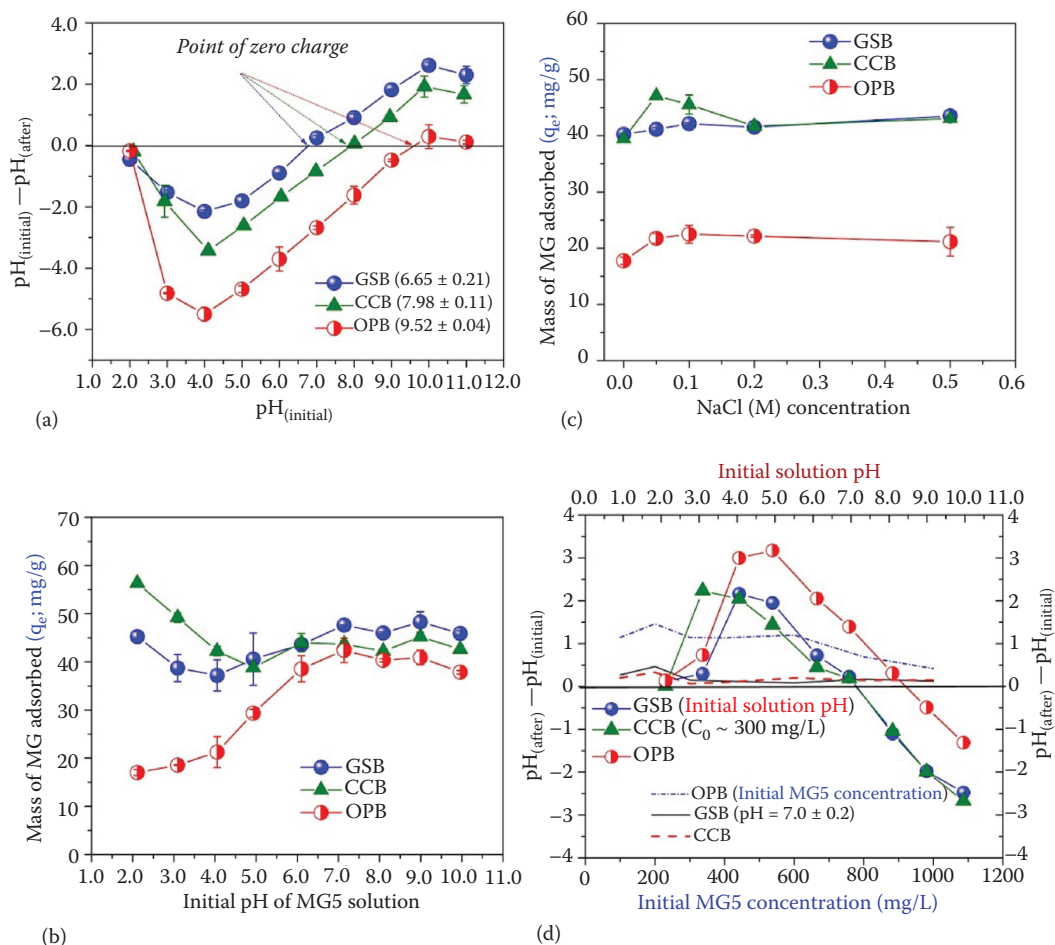 4.0
2.0
0.0
−2.0
−4.0
−6.0
pH(initial) —pH(after)
Point of zero charge
GSB (6.65 ± 0.21)
CCB (7.98 ± 0.11)
OPB (9.52 ± 0.04)
1.0 2.0 3.0 4.0 5.0 6.0 7.0 8.0 9.0 10.0 11.0 12.0
pH(initial)
(a)
60
50
40
30
20
10
0
Mass of MG adsorbed (qe; mg/g)
GSB
CCB
OPB
0.0 0.1 0.2 0.3 0.4 0.5 0.6
NaCl (M) concentration
(c)
70
60
50
40
30
20
10
0
Mass of MG adsorbed (qe; mg/g)
GSB
CCB
OPB
1.0 2.0 3.0 4.0 5.0 6.0 7.0 8.0 9.0 10.0 11.0
Initial pH of MG5 solution
(b)
Initial solution pH
0.0 1.0 2.0 3.0 4.0 5.0 6.0 7.0 8.0 9.0 10.0 11.0
4
3
2
1
0
−1
−2
−3
−4
pH(after) —pH(initial)
GSB (Initial solution pH)
CCB (C0 ~ 300 mg/L)
OPB
OPB (Initial MG5 concentration)
GSB (pH = 7.0 ± 0.2)
CCB
4
3
2
1
0
−1
−2
−3
−4
pH(after) —pH(initial)
0 200 400 600 800 1000 1200
Initial MG5 concentration (mg/L)
(d)